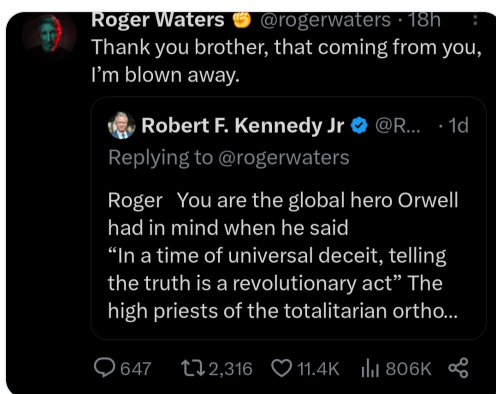 Roger Waters ✊ @rogerwaters · 18h
Thank you brother, that coming from you,
I'm blown away.
Robert F. Kennedy Jr @R... · 1d
Replying to @rogerwaters
Roger You are the global hero Orwell
had in mind when he said
“In a time of universal deceit, telling
the truth is a revolutionary act” The
high priests of the totalitarian ortho...
647 2,316 11.4K 806K